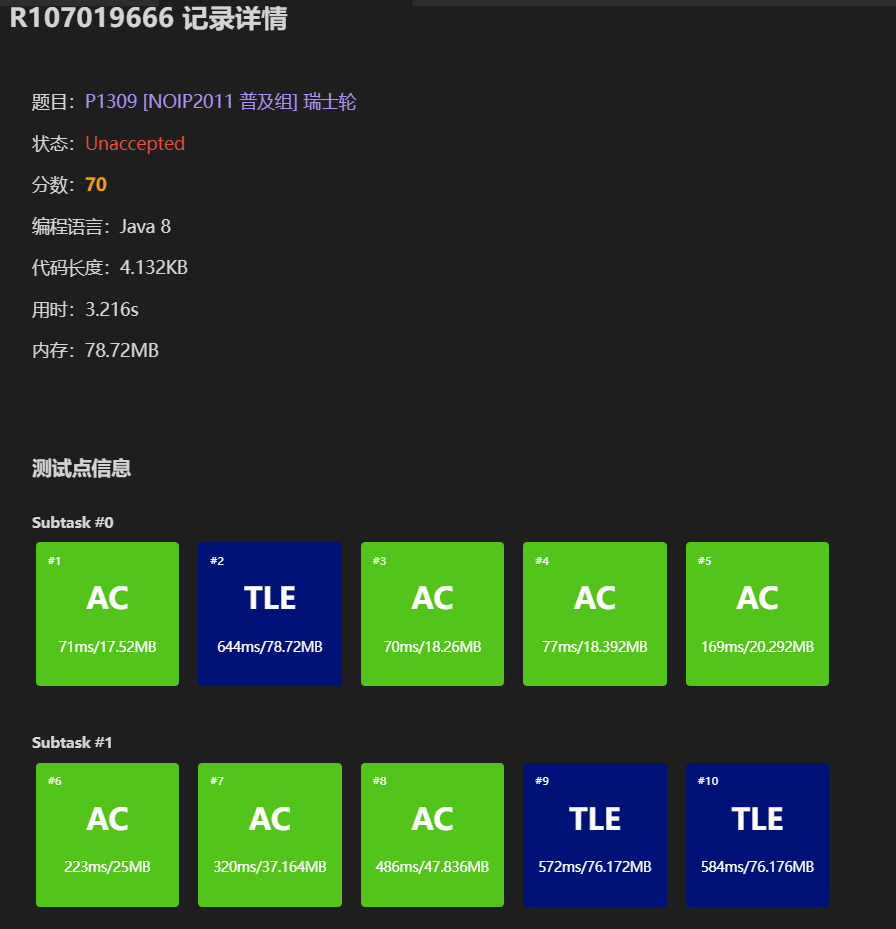 R107019666 记录详情
题目：P1309 [NOIP2011 普及组] 瑞士轮
状态：Unaccepted
分数：70
编程语言：Java 8
代码长度：4.132KB
用时：3.216s
内存：78.72MB
测试点信息
Subtask #0
#1 #2 #3 #4 #5
AC TLE AC AC AC
71ms/17.52MB 644ms/78.72MB 70ms/18.26MB 77ms/18.392MB 169ms/20.292MB
Subtask #1
#6 #7 #8 #9 #10
AC AC AC TLE TLE
223ms/25MB 320ms/37.164MB 486ms/47.836MB 572ms/76.172MB 584ms/76.176MB